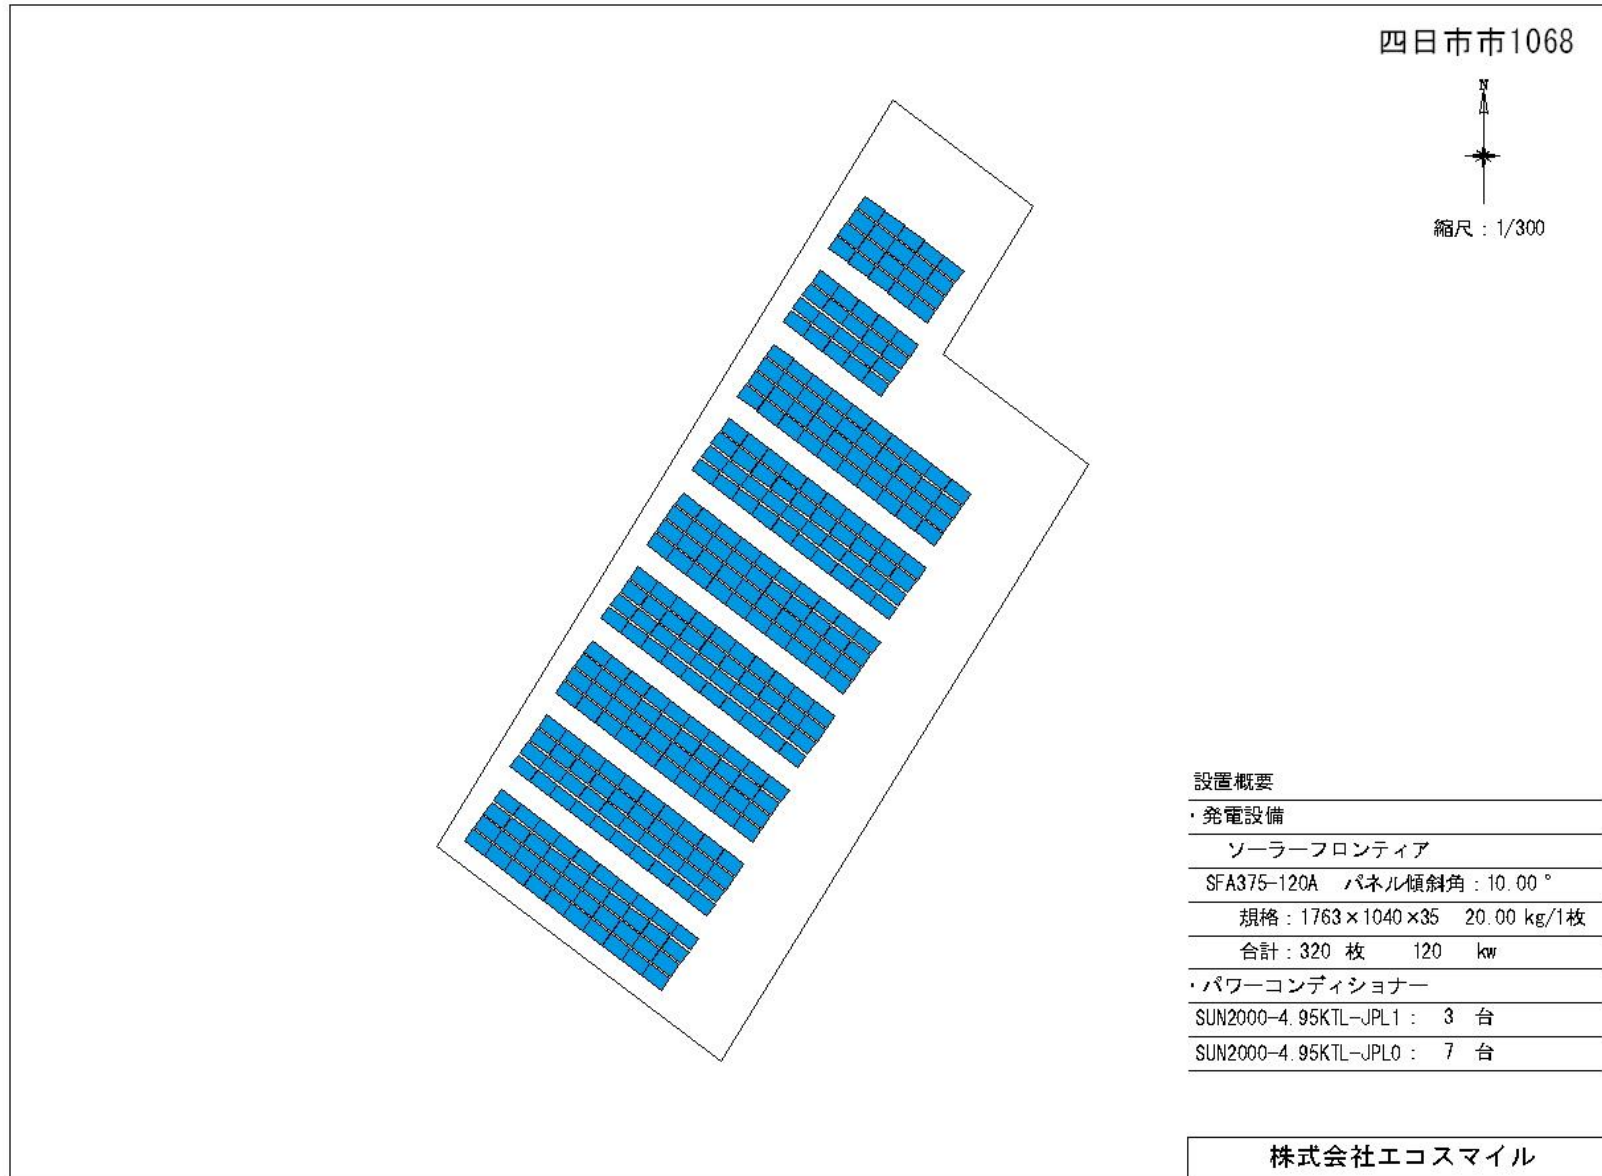 四日市市1068
N
縮尺：1/300
設置概要
・発電設備
ソーラーフロンティア
SFA375-120A パネル傾斜角：10.00°
規格：1763×1040×35 20.00 kg/1枚
合計：320 枚 120 kw
・パワーコンディショナー
SUN2000-4.95KTL-JPL1： 3 台
SUN2000-4.95KTL-JPL0： 7 台
株式会社エコスマイル